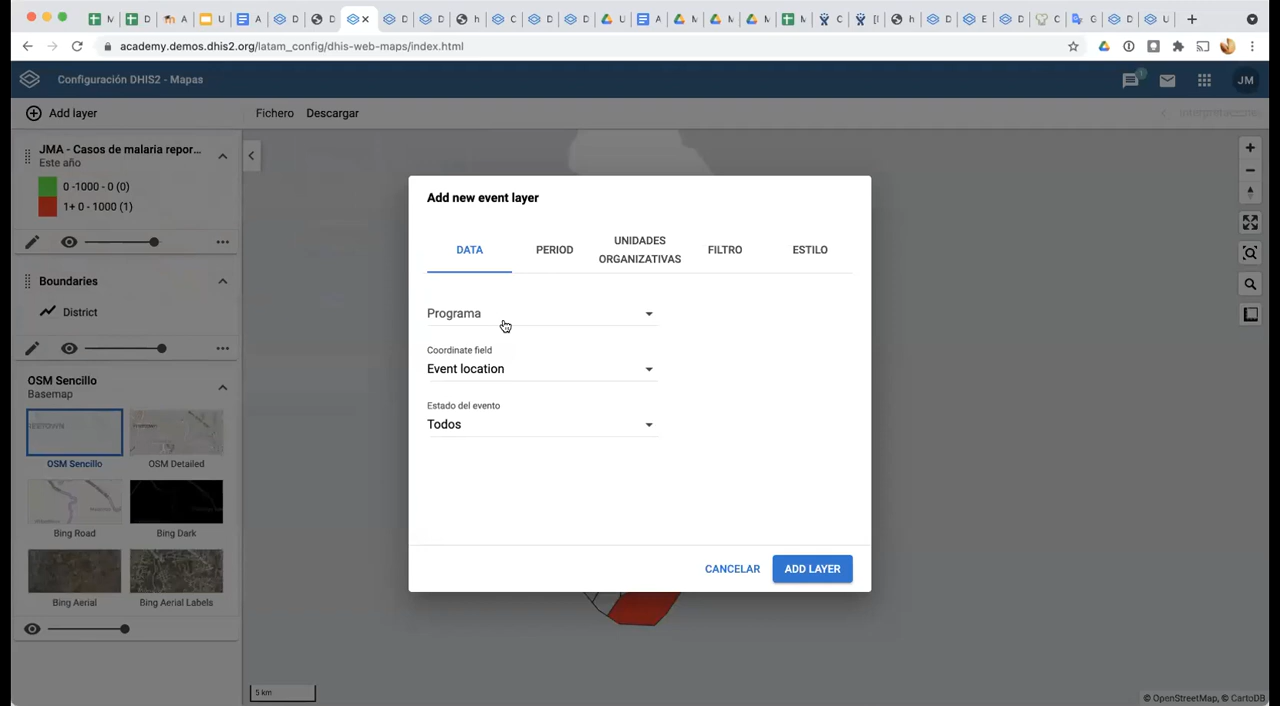 M
D
A
U
A
D
D
D
D
h
C
D
D
U
A
M
M
M
M
C
[
h
D
E
D
C
G
D
U
academy.demos.dhis2.org/latam_config/dhis-web-maps/index.html
Configuración DHIS2 - Mapas
1
JM
Add layer
Fichero Descargar
JMA - Casos de malaria repor...
Este año
0 -1000 - 0 (0)
1+ 0 - 1000 (1)
Boundaries
District
OSM Sencillo
Basemap
OSM Sencillo OSM Detailed
Bing Road Bing Dark
Bing Aerial Bing Aerial Labels
Add new event layer
DATA PERIOD UNIDADES ORGANIZATIVAS FILTRO ESTILO
Programa
Coordinate field
Event location
Estado del evento
Todos
CANCELAR ADD LAYER
5 km
© OpenStreetMap, © CartoDB